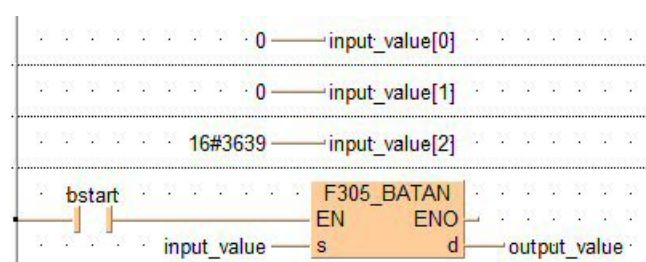 0 input_value[0]
0 input_value[1]
16#3639 input_value[2]
bstart F305_BATAN
EN ENO
input_value s d output_value